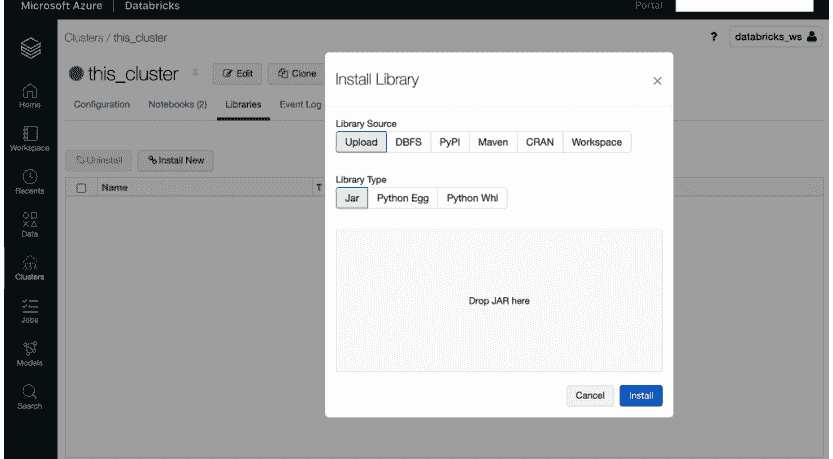 Microsoft Azure | Databricks
Portal
Clusters / this_cluster
? databricks_ws
this_cluster
Edit
Clone
Configuration Notebooks (2) Libraries Event Log
Uninstall
Install New
Name T
Home
Workspace
Recents
Data
Clusters
Jobs
Models
Search
Install Library ×
Library Source
Upload DBFS PyPI Maven CRAN Workspace
Library Type
Jar Python Egg Python Whl
Drop JAR here
Cancel Install